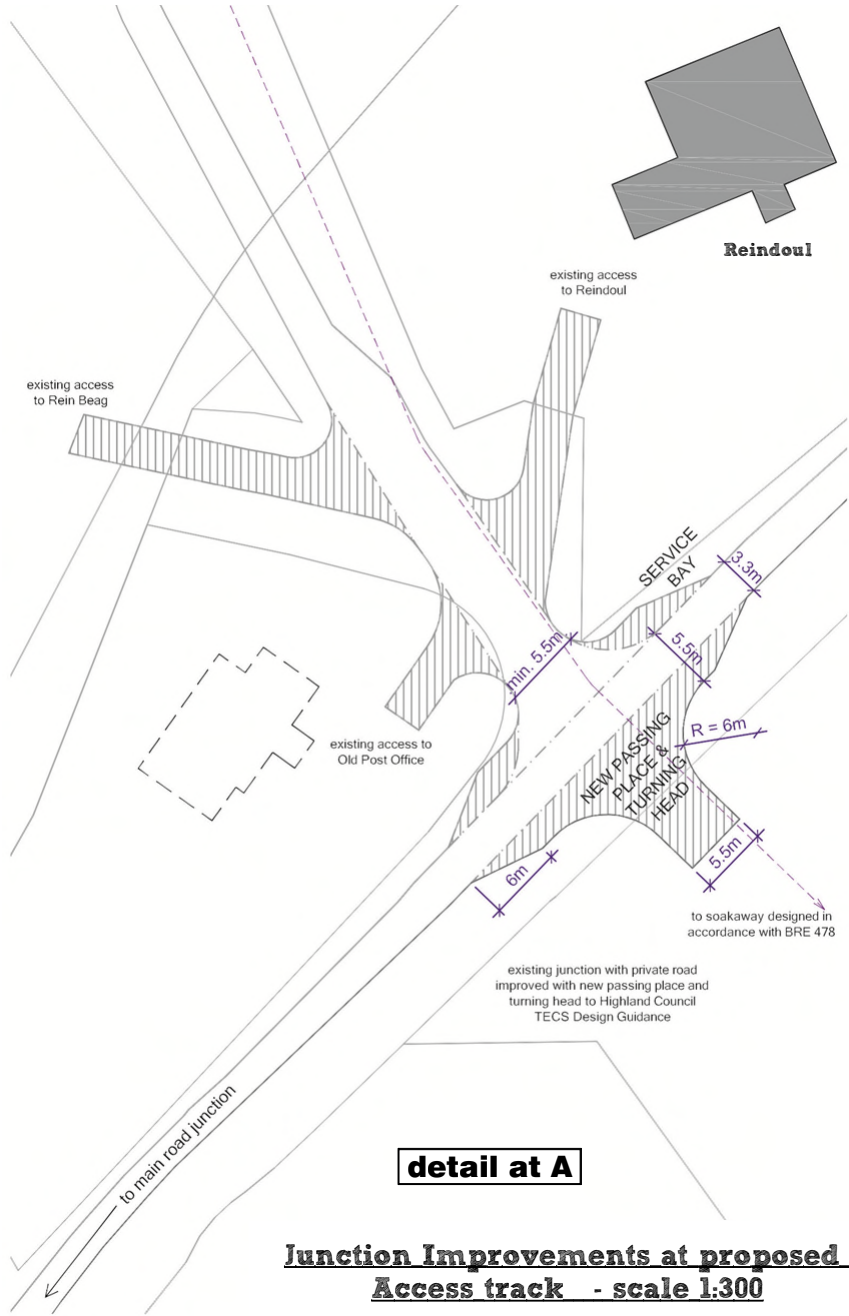 Reindoul
existing access
to Reindoul
existing access
to Rein Beag
SERVICE
BAY
3.3m
min. 5.5m
5.5m
R = 6m
NEW PASSING
PLACE &
TURNING
HEAD
existing access to
Old Post Office
5.5m
6m
to soakaway designed in
accordance with BRE 478
existing junction with private road
improved with new passing place and
turning head to Highland Council
TECS Design Guidance
to main road junction
detail at A
Junction Improvements at proposed
Access track - scale 1:300